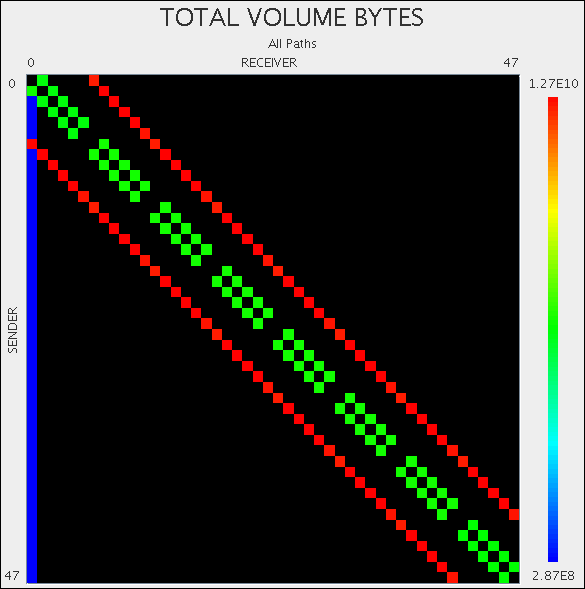 TOTAL VOLUME BYTES
All Paths
0 RECEIVER 47
0 1.27E10
SENDER
47 2.87E8